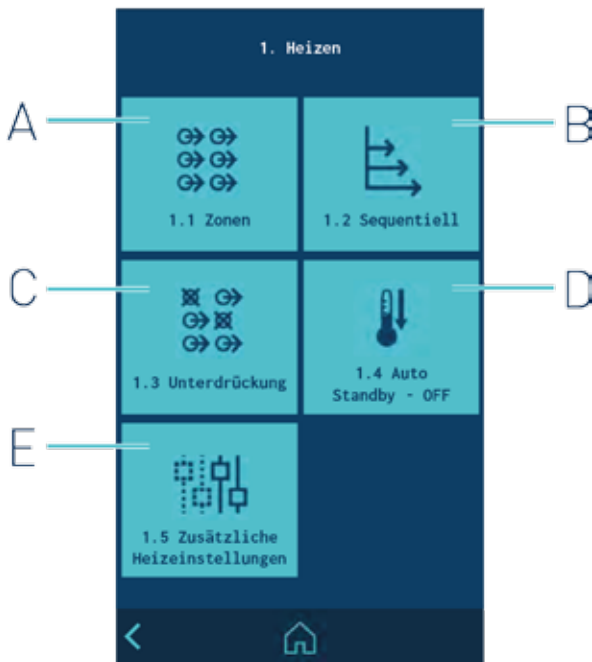 1. Heizen
A
B
1.1 Zonen
1.2 Sequentiell
C
D
1.3 Unterdrückung
1.4 Auto
Standby - OFF
E
1.5 Zusätzliche
Heizeinstellungen